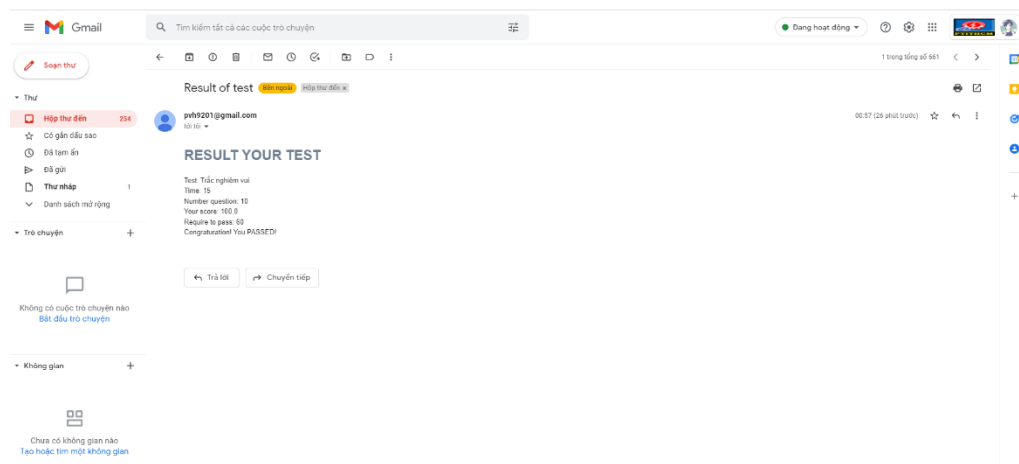 Gmail
Tìm kiếm tất cả các cuộc trò chuyện
Đang hoạt động
PTITHCM
Soạn thư
1 trong tổng số 661
Thư
Hộp thư đến 254
Có gắn dấu sao
Đã tạm ẩn
Đã gửi
Thư nháp 1
Danh sách mở rộng
Trò chuyện
Không có cuộc trò chuyện nào
Bắt đầu trò chuyện
Không gian
Chưa có không gian nào
Tạo hoặc tìm một không gian
Result of test Bên ngoài Hộp thư đến x
pvh9201@gmail.com 00:57 (26 phút trước)
tới tôi
RESULT YOUR TEST
Test: Trắc nghiệm vui
Time: 15
Number question: 10
Your score: 100.0
Require to pass: 60
Congraturation! You PASSED!
Trả lời
Chuyển tiếp